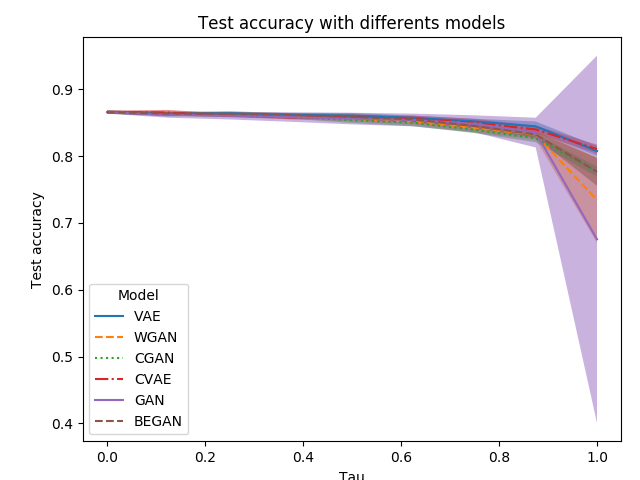 Test accuracy with differents models
Test accuracy
0.9
0.8
0.7
0.6
0.5
0.4
Model
VAE
WGAN
CGAN
CVAE
GAN
BEGAN
0.0 0.2 0.4 0.6 0.8 1.0
Tau